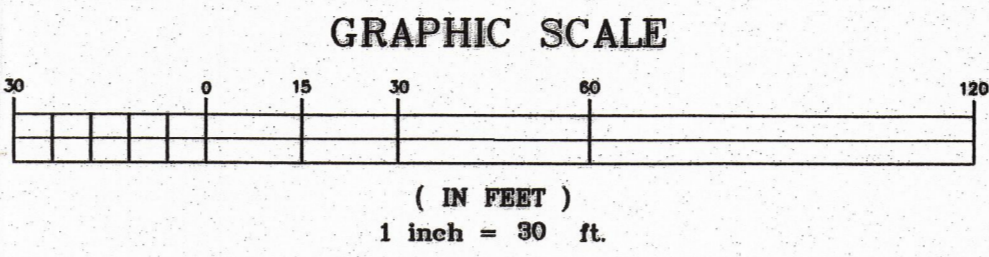 GRAPHIC SCALE
30 0 15 30 60 120
( IN FEET )
1 inch = 30 ft.